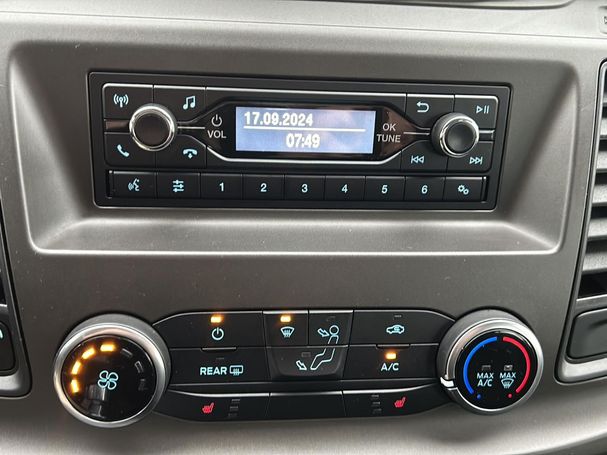 17.09.2024
07:49
VOL
OK
TUNE
1 2 3 4 5 6
REAR
A/C
MAX
A/C
MAX